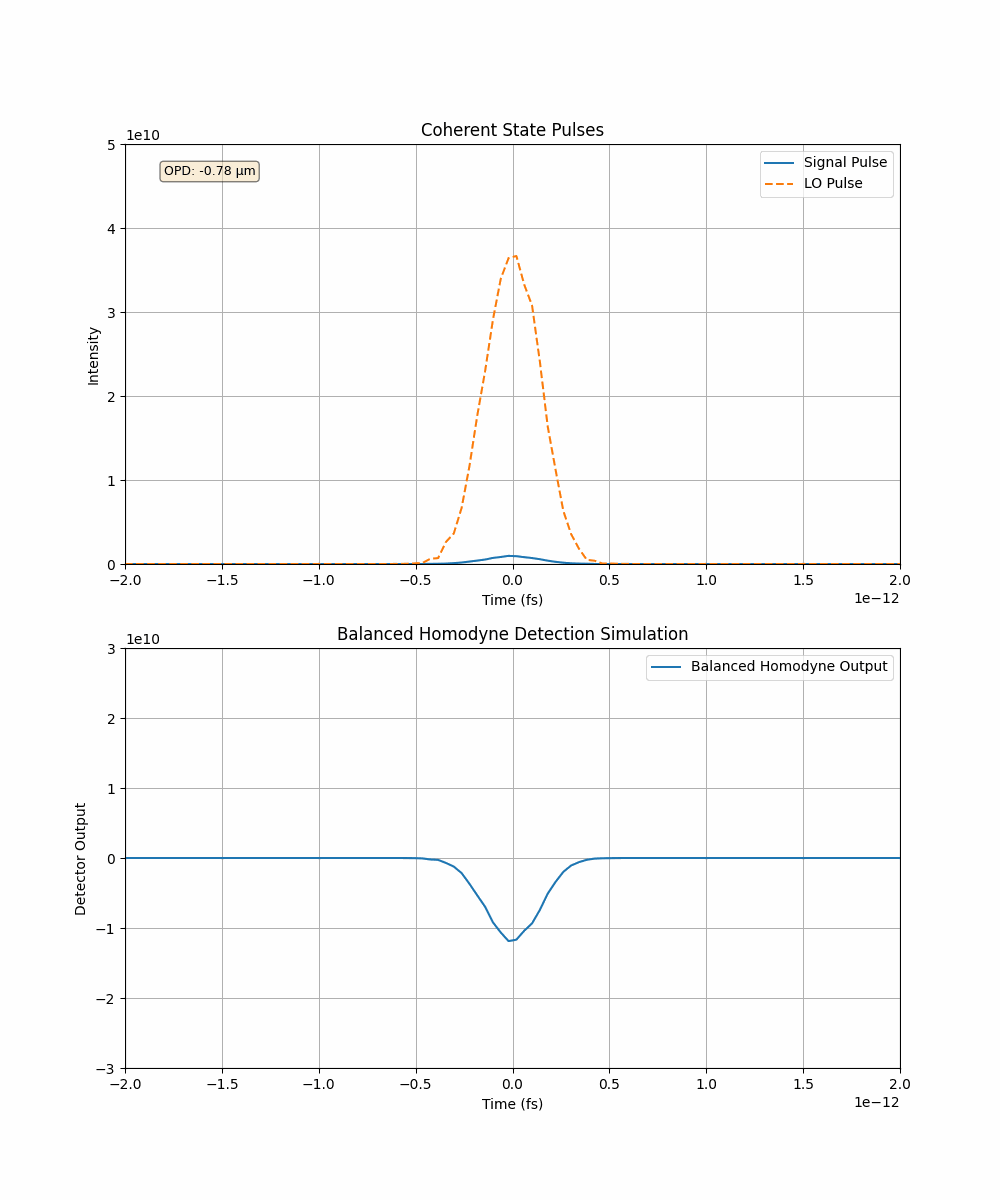 Coherent State Pulses
1e10
OPD: -0.78 μm
Signal Pulse
LO Pulse
5
4
3
2
1
0
Intensity
−2.0 −1.5 −1.0 −0.5 0.0 0.5 1.0 1.5 2.0
Time (fs)
1e−12
Balanced Homodyne Detection Simulation
1e10
Balanced Homodyne Output
3
2
1
0
−1
−2
−3
Detector Output
−2.0 −1.5 −1.0 −0.5 0.0 0.5 1.0 1.5 2.0
Time (fs)
1e−12